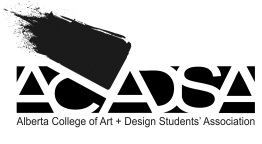 ACADSA
Alberta College of Art + Design Students' Association